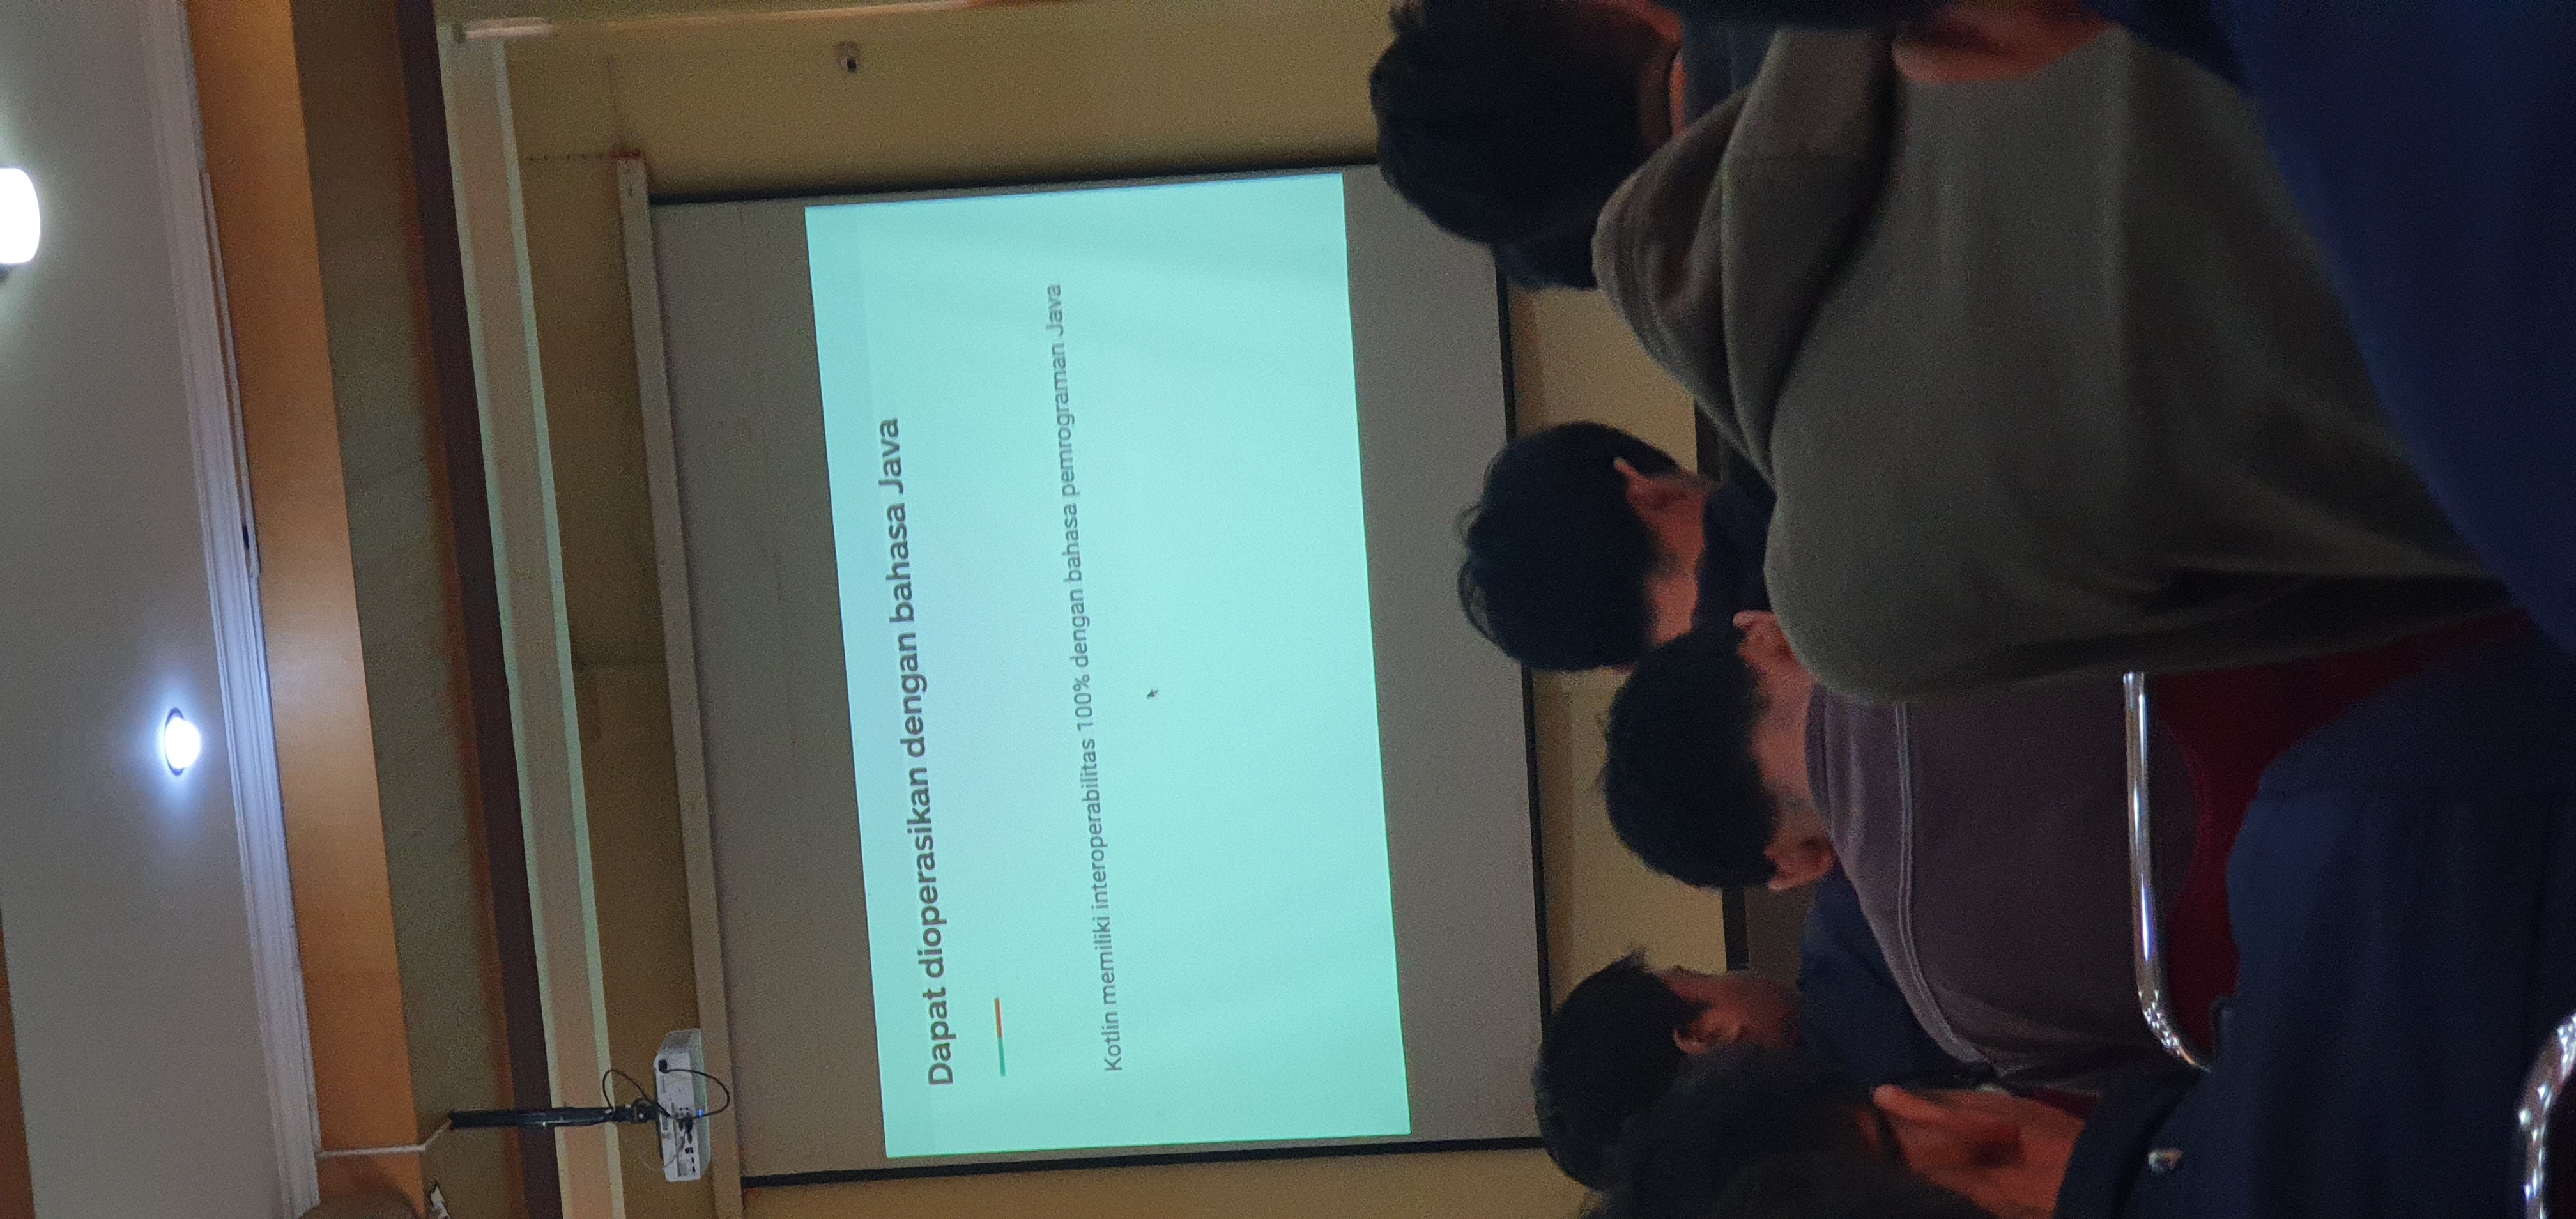 Dapat dioperasikan dengan bahasa Java
Kotlin memiliki interoperabilitas 100% dengan bahasa pemrograman Java